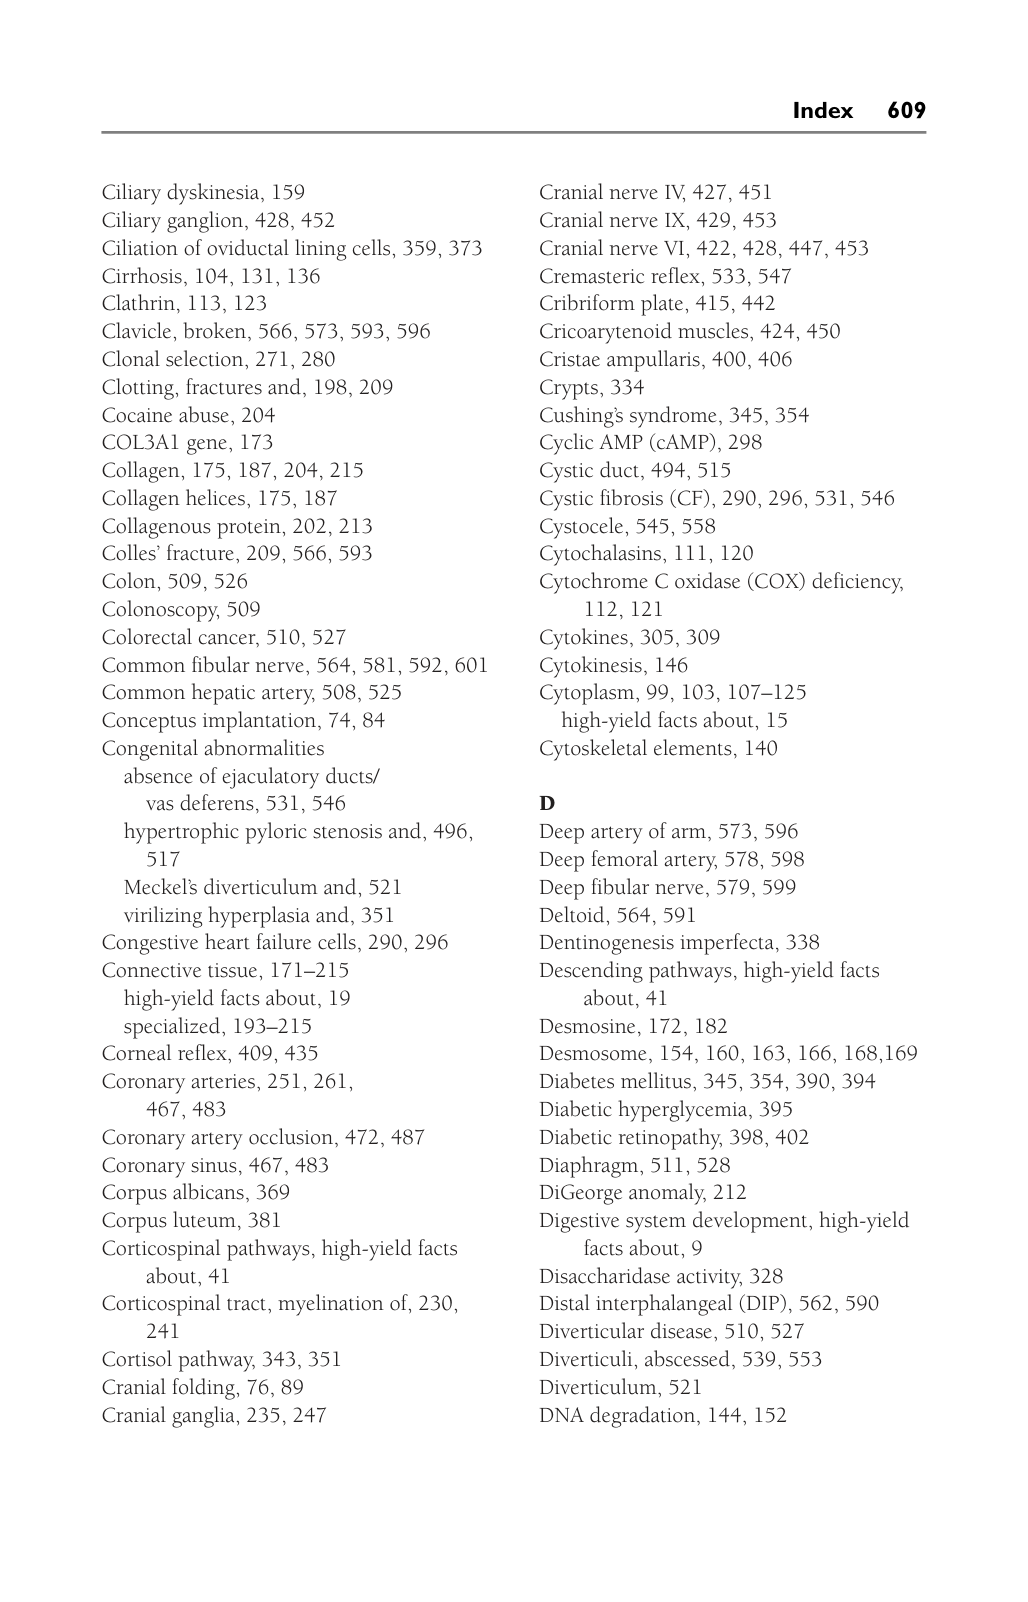 Index 609
Ciliary dyskinesia, 159
Ciliary ganglion, 428, 452
Ciliation of oviductal lining cells, 359, 373
Cirrhosis, 104, 131, 136
Clathrin, 113, 123
Clavicle, broken, 566, 573, 593, 596
Clonal selection, 271, 280
Clotting, fractures and, 198, 209
Cocaine abuse, 204
COL3A1 gene, 173
Collagen, 175, 187, 204, 215
Collagen helices, 175, 187
Collagenous protein, 202, 213
Colles’ fracture, 209, 566, 593
Colon, 509, 526
Colonoscopy, 509
Colorectal cancer, 510, 527
Common fibular nerve, 564, 581, 592, 601
Common hepatic artery, 508, 525
Conceptus implantation, 74, 84
Congenital abnormalities
absence of ejaculatory ducts/
vas deferens, 531, 546
hypertrophic pyloric stenosis and, 496,
517
Meckel’s diverticulum and, 521
virilizing hyperplasia and, 351
Congestive heart failure cells, 290, 296
Connective tissue, 171–215
high-yield facts about, 19
specialized, 193–215
Corneal reflex, 409, 435
Coronary arteries, 251, 261,
467, 483
Coronary artery occlusion, 472, 487
Coronary sinus, 467, 483
Corpus albicans, 369
Corpus luteum, 381
Corticospinal pathways, high-yield facts
about, 41
Corticospinal tract, myelination of, 230,
241
Cortisol pathway, 343, 351
Cranial folding, 76, 89
Cranial ganglia, 235, 247
Cranial nerve IV, 427, 451
Cranial nerve IX, 429, 453
Cranial nerve VI, 422, 428, 447, 453
Cremasteric reflex, 533, 547
Cribriform plate, 415, 442
Cricoarytenoid muscles, 424, 450
Cristae ampullaris, 400, 406
Crypts, 334
Cushing’s syndrome, 345, 354
Cyclic AMP (cAMP), 298
Cystic duct, 494, 515
Cystic fibrosis (CF), 290, 296, 531, 546
Cystocele, 545, 558
Cytochalasins, 111, 120
Cytochrome C oxidase (COX) deficiency,
112, 121
Cytokines, 305, 309
Cytokinesis, 146
Cytoplasm, 99, 103, 107–125
high-yield facts about, 15
Cytoskeletal elements, 140
D
Deep artery of arm, 573, 596
Deep femoral artery, 578, 598
Deep fibular nerve, 579, 599
Deltoid, 564, 591
Dentinogenesis imperfecta, 338
Descending pathways, high-yield facts
about, 41
Desmosine, 172, 182
Desmosome, 154, 160, 163, 166, 168,169
Diabetes mellitus, 345, 354, 390, 394
Diabetic hyperglycemia, 395
Diabetic retinopathy, 398, 402
Diaphragm, 511, 528
DiGeorge anomaly, 212
Digestive system development, high-yield
facts about, 9
Disaccharidase activity, 328
Distal interphalangeal (DIP), 562, 590
Diverticular disease, 510, 527
Diverticuli, abscessed, 539, 553
Diverticulum, 521
DNA degradation, 144, 152